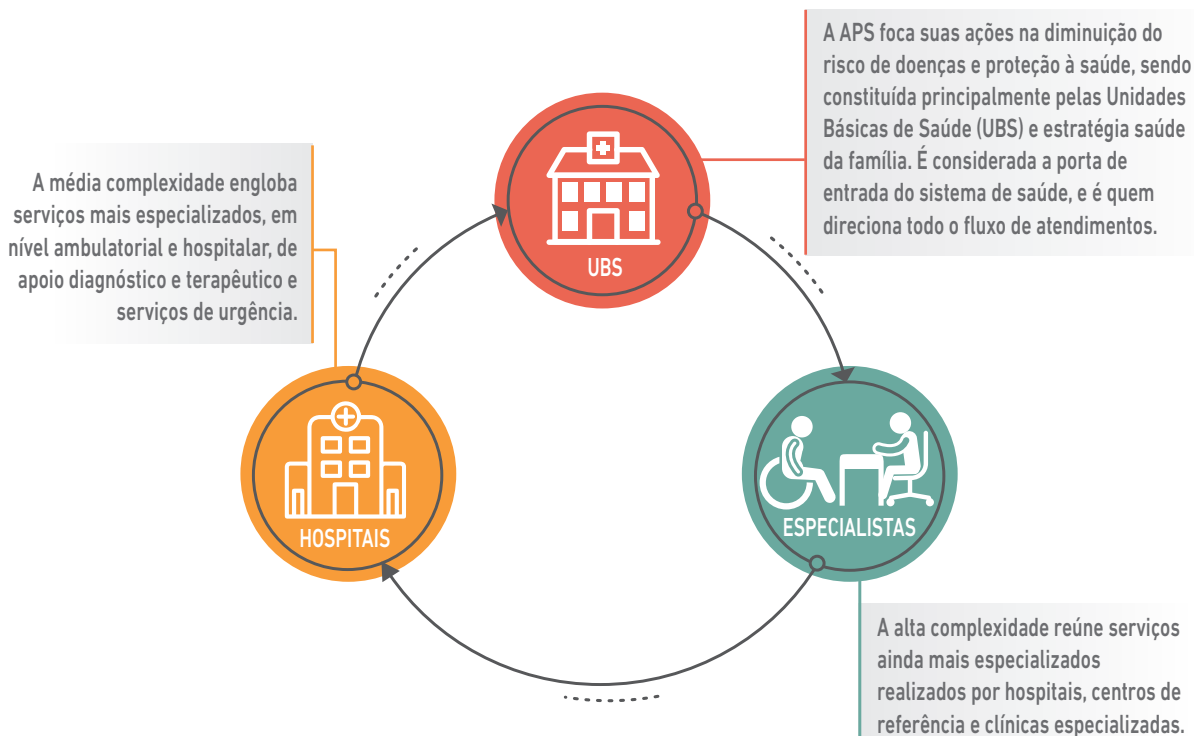 A APS foca suas ações na diminuição do
risco de doenças e proteção à saúde, sendo
constituída principalmente pelas Unidades
Básicas de Saúde (UBS) e estratégia saúde
da família. É considerada a porta de
entrada do sistema de saúde, e é quem
direciona todo o fluxo de atendimentos.
A média complexidade engloba
serviços mais especializados, em
nível ambulatorial e hospitalar, de
apoio diagnóstico e terapêutico e
serviços de urgência.
UBS
HOSPITAIS
ESPECIALISTAS
A alta complexidade reúne serviços
ainda mais especializados
realizados por hospitais, centros de
referência e clínicas especializadas.